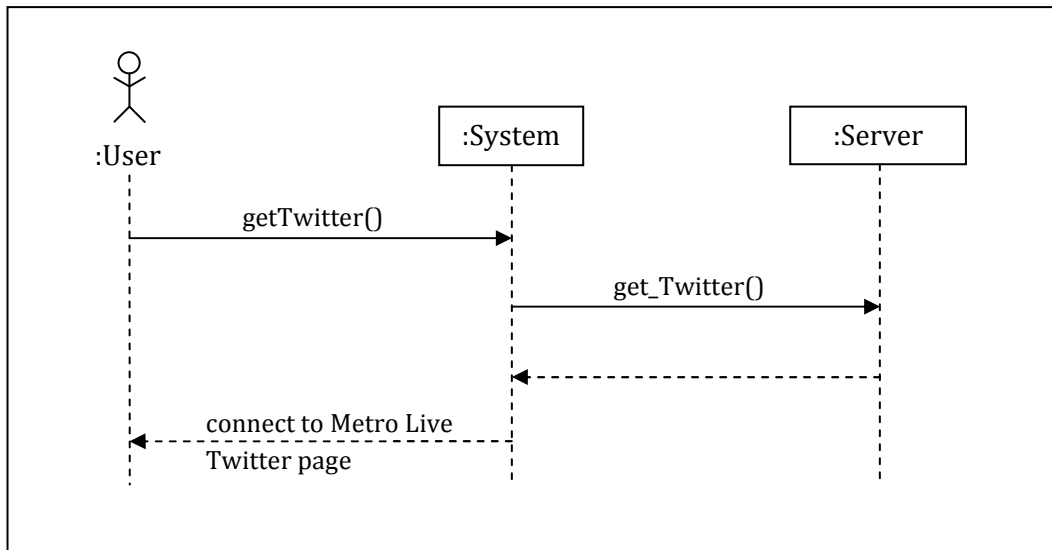 :User
:System
:Server
getTwitter()
get_Twitter()
connect to Metro Live
Twitter page